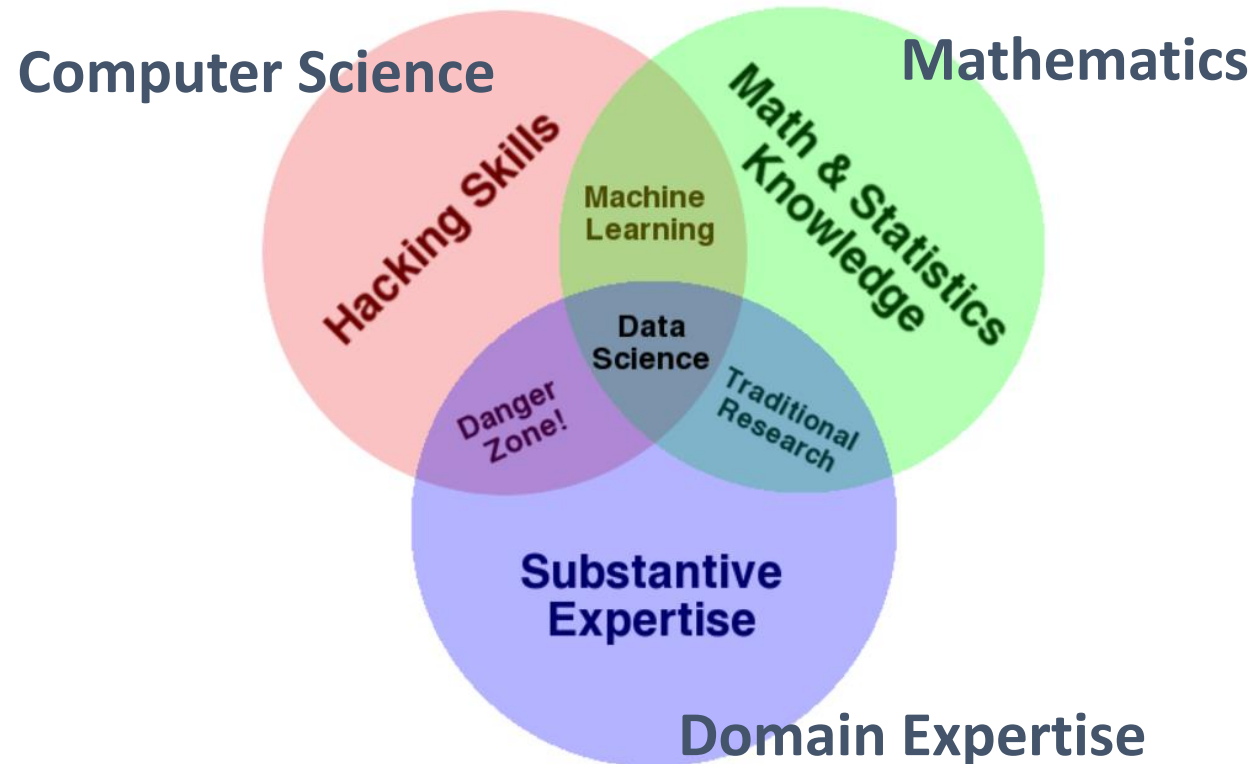 Computer Science
Mathematics
Hacking Skills
Math & Statistics
Knowledge
Machine
Learning
Data
Science
Danger
Zone!
Traditional
Research
Substantive
Expertise
Domain Expertise